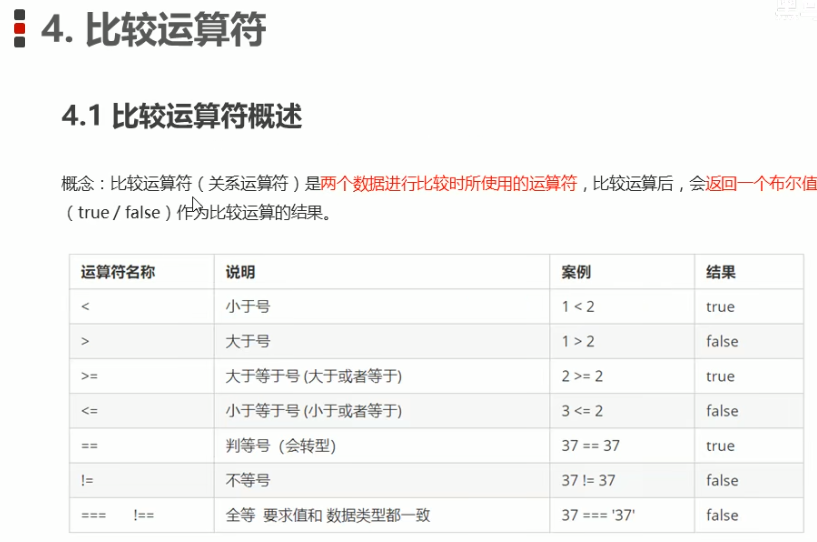 4. 比较运算符
4.1 比较运算符概述
概念：比较运算符（关系运算符）是两个数据进行比较时所使用的运算符，比较运算后，会返回一个布尔值
（true / false）作为比较运算的结果。
运算符名称 说明 案例 结果
< 小于号 1 < 2 true
> 大于号 1 > 2 false
>= 大于等于号 (大于或者等于) 2 >= 2 true
<= 小于等于号 (小于或者等于) 3 <= 2 false
== 判等号（会转型) 37 == 37 true
!= 不等号 37 != 37 false
=== !== 全等 要求值和 数据类型都一致 37 === '37' false